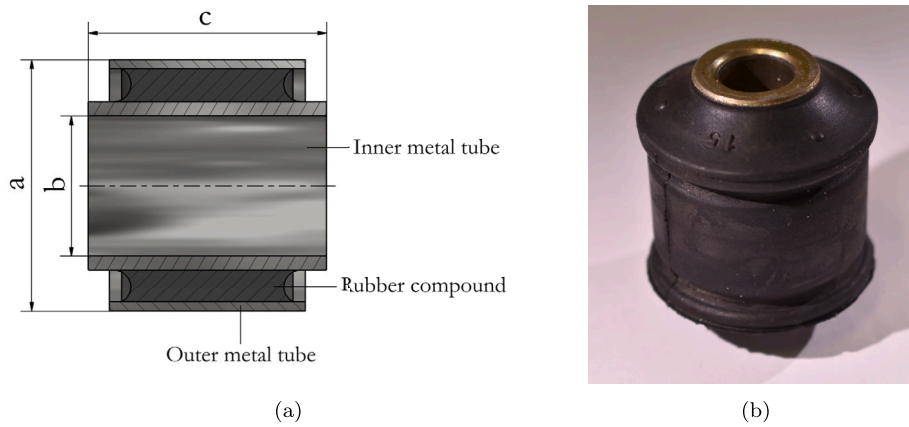 c
a
b
Inner metal tube
Rubber compound
Outer metal tube
15
(a)
(b)